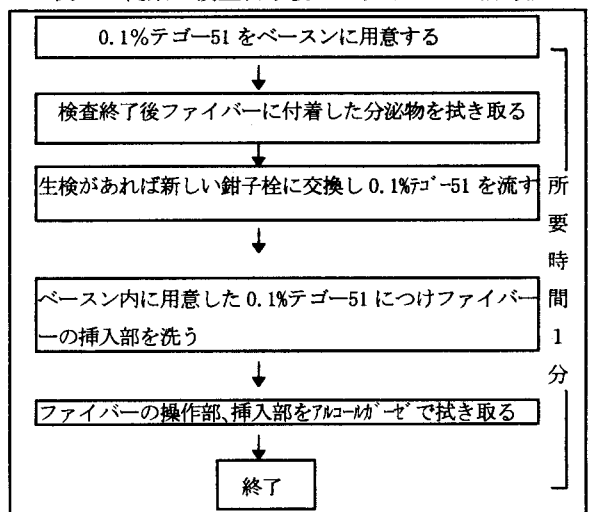 0.1%テゴー51をベースンに用意する
検査終了後ファイバーに付着した分泌物を拭き取る
生検があれば新しい鉗子栓に交換し0.1%テゴー51を流す
ベースン内に用意した0.1%テゴー51につけファイバ
ーの挿入部を洗う
ファイバーの操作部、挿入部をアルコールガーゼで拭き取る
終了
所要時間1分